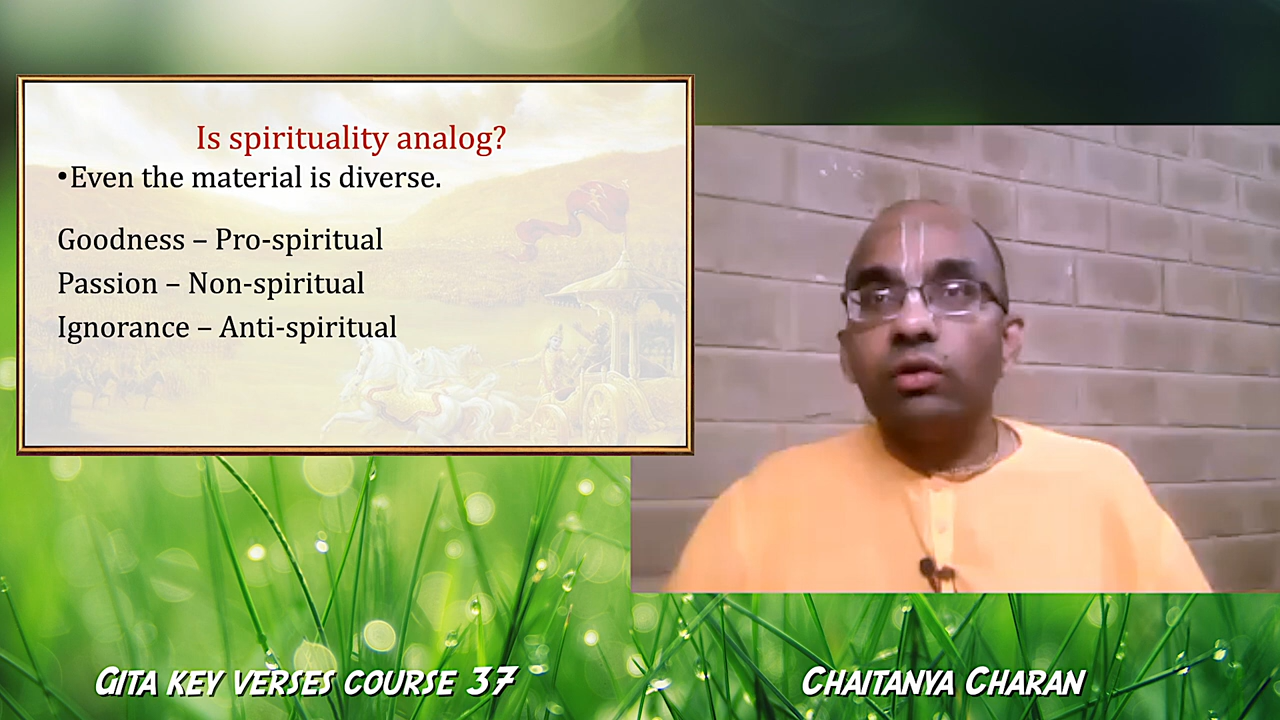 Is spirituality analog?
•Even the material is diverse.
Goodness – Pro-spiritual
Passion – Non-spiritual
Ignorance – Anti-spiritual
GITA KEY VERSES COURSE 37
CHAITANYA CHARAN